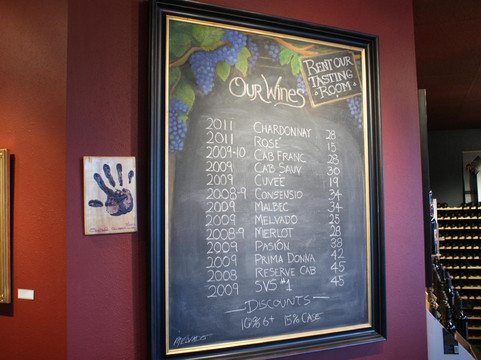 OUR WINES
RENT OUR
TASTING
ROOM
2011 CHARDONNAY 28
2011 ROSÉ 15
2009-10 CAB FRANC 28
2009 CAB SAUV 30
2009 CUVÉE 19
2008-9 CONSENSIO 34
2009 MALBEC 34
2009 MELVADO 25
2008-9 MERLOT 28
2009 PASIÓN 38
2009 PRIMA DONNA 42
2008 RESERVE CAB 45
2009 SVS #1 45
DISCOUNTS
10% 6+ 15% CASE